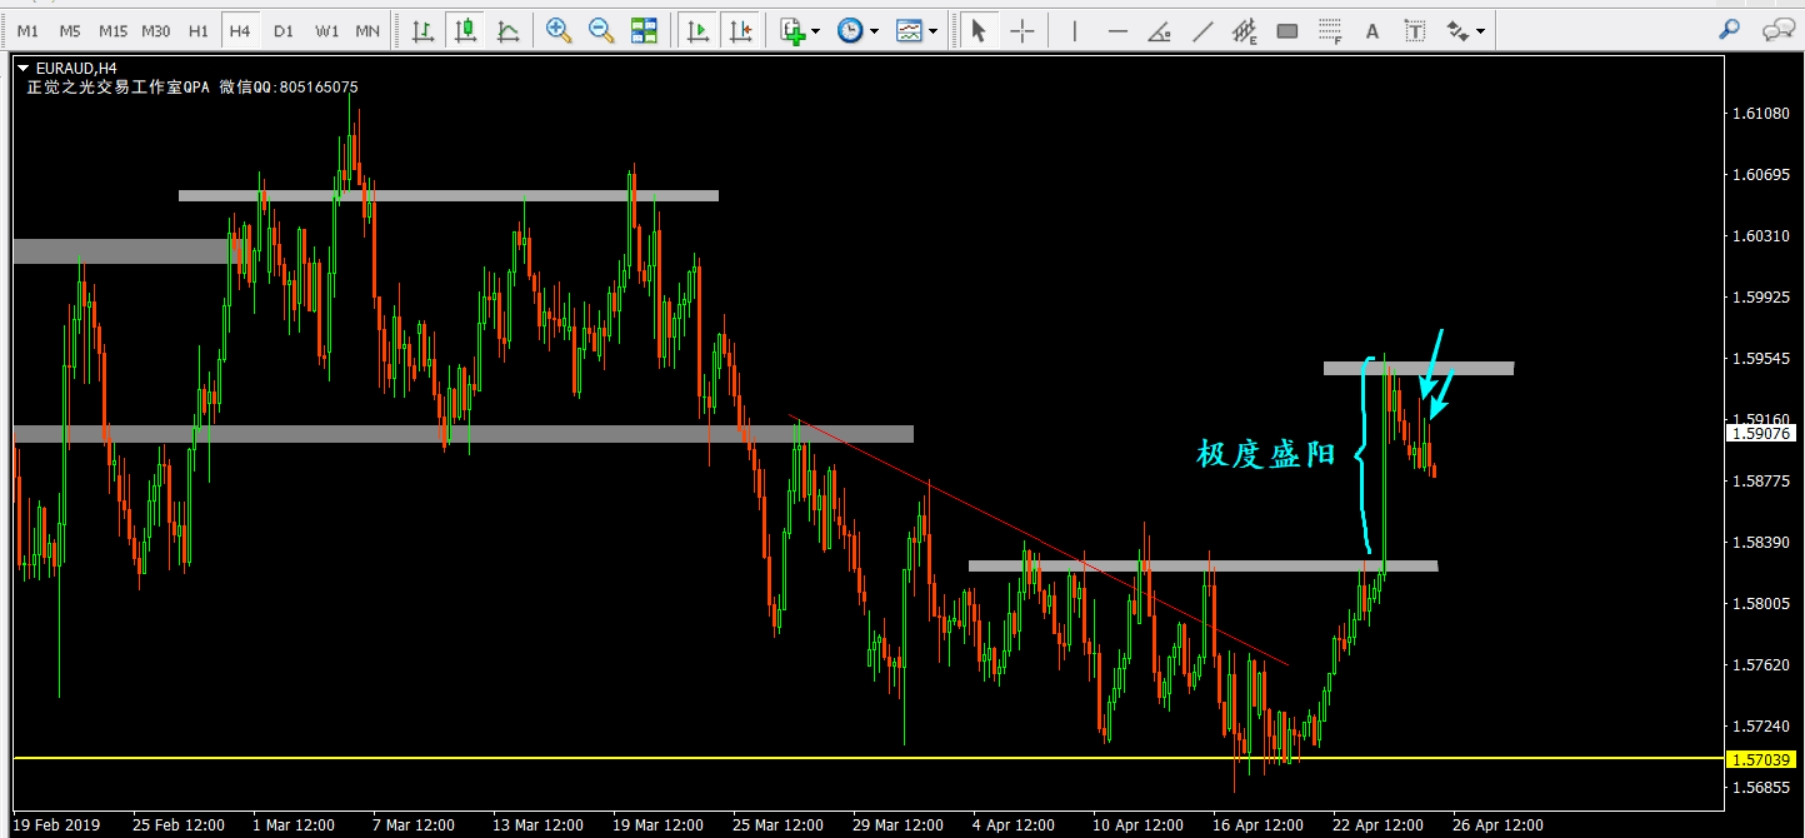 M1 M5 M15 M30 H1 H4 D1 W1 MN E F A T
EURAUD,H4
正觉之光交易工作室QPA 微信QQ:805165075
1.61080
1.60695
1.60310
1.59925
1.59545
1.59160
1.59076
极度盛阳
1.58775
1.58390
1.58005
1.57620
1.57240
1.57039
1.56855
19 Feb 2019 25 Feb 12:00 1 Mar 12:00 7 Mar 12:00 13 Mar 12:00 19 Mar 12:00 25 Mar 12:00 29 Mar 12:00 4 Apr 12:00 10 Apr 12:00 16 Apr 12:00 22 Apr 12:00 26 Apr 12:00